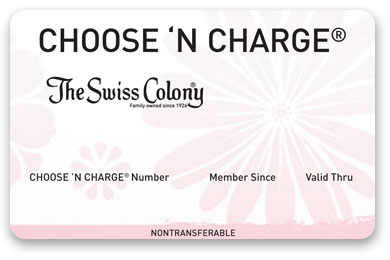 CHOOSE ‘N CHARGE®
The Swiss Colony®
Family owned since 1926
CHOOSE ‘N CHARGE® Number Member Since Valid Thru
NONTRANSFERABLE